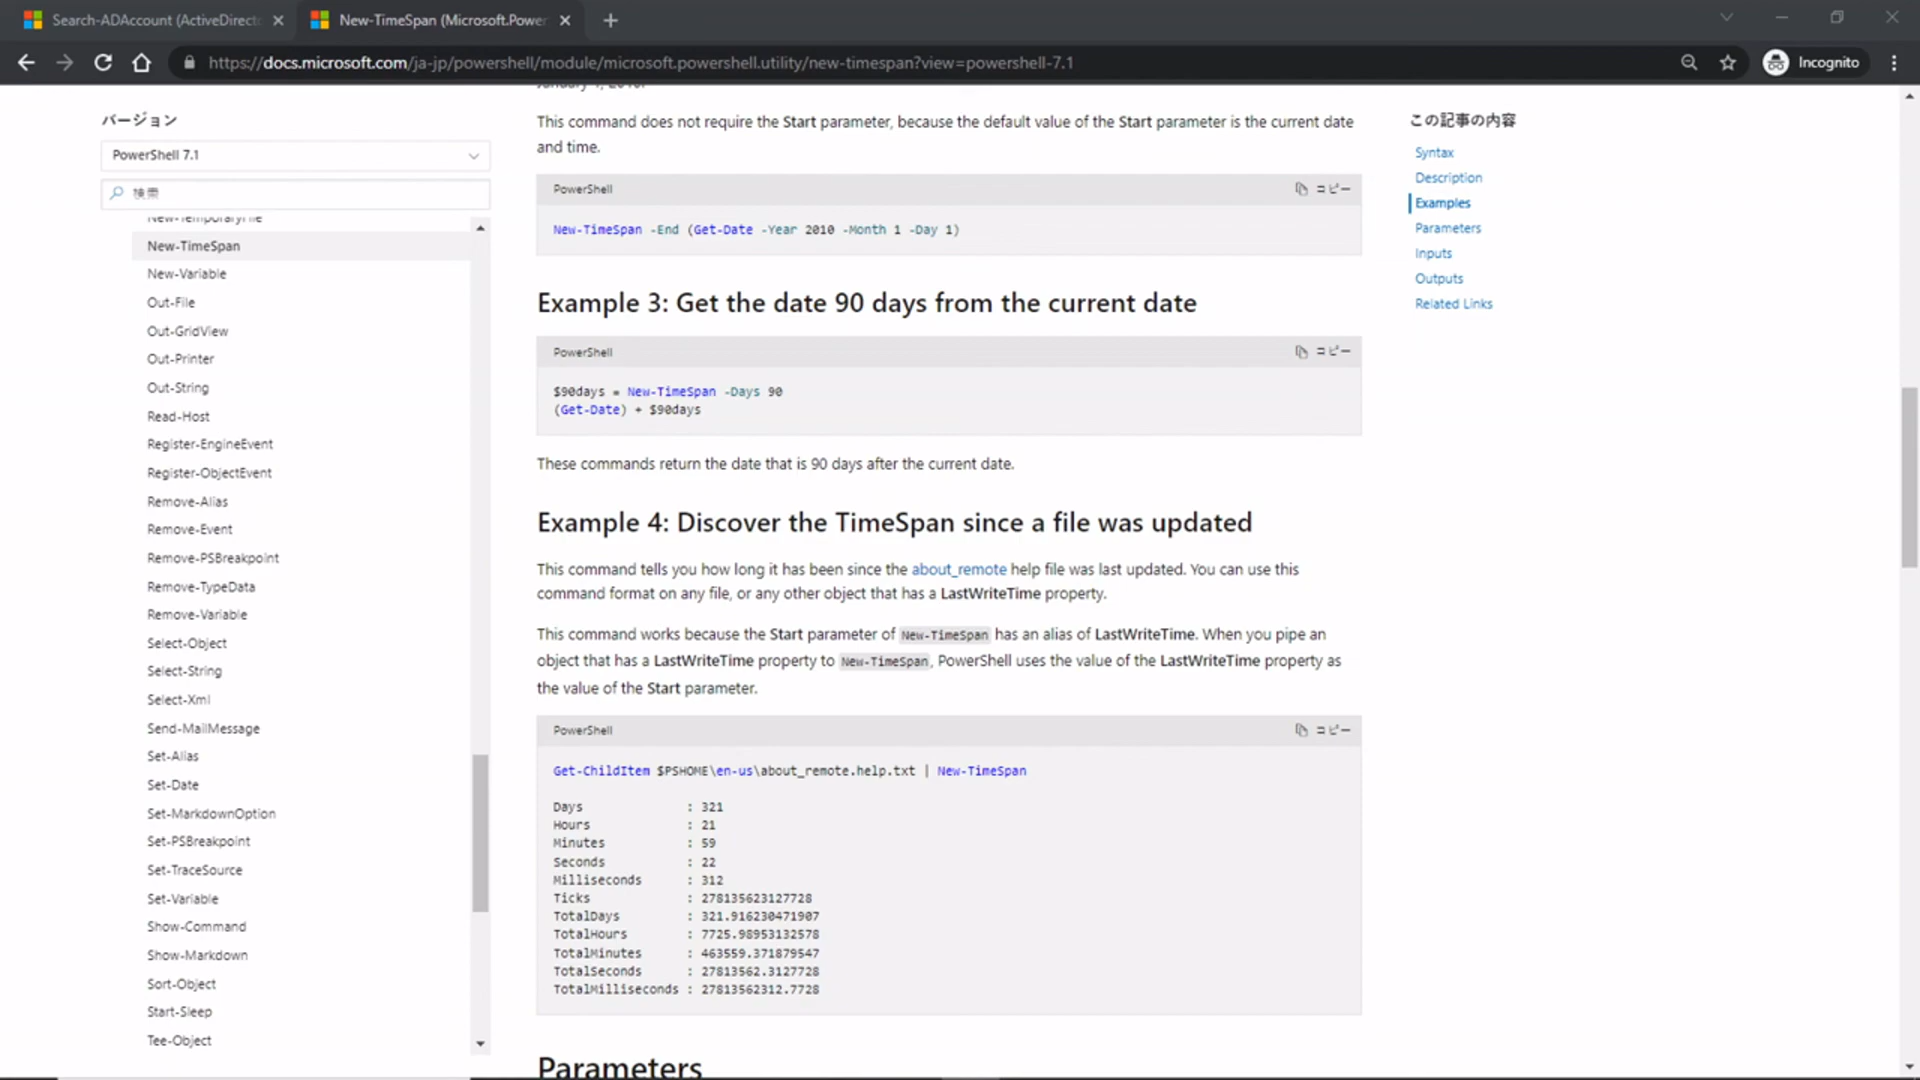 Search-ADAccount (ActiveDirect
New-TimeSpan (Microsoft.Power
https://docs.microsoft.com/ja-jp/powershell/module/microsoft.powershell.utility/new-timespan?view=powershell-7.1
Incognito
バージョン
PowerShell 7.1
検索
New-TemporaryFile
New-TimeSpan
New-Variable
Out-File
Out-GridView
Out-Printer
Out-String
Read-Host
Register-EngineEvent
Register-ObjectEvent
Remove-Alias
Remove-Event
Remove-PSBreakpoint
Remove-TypeData
Remove-Variable
Select-Object
Select-String
Select-Xml
Send-MailMessage
Set-Alias
Set-Date
Set-MarkdownOption
Set-PSBreakpoint
Set-TraceSource
Set-Variable
Show-Command
Show-Markdown
Sort-Object
Start-Sleep
Tee-Object
January 1, 2010.
This command does not require the Start parameter, because the default value of the Start parameter is the current date
and time.
PowerShell
コピー
New-TimeSpan -End (Get-Date -Year 2010 -Month 1 -Day 1)
Example 3: Get the date 90 days from the current date
PowerShell
コピー
$90days = New-TimeSpan -Days 90
(Get-Date) + $90days
These commands return the date that is 90 days after the current date.
Example 4: Discover the TimeSpan since a file was updated
This command tells you how long it has been since the about_remote help file was last updated. You can use this
command format on any file, or any other object that has a LastWriteTime property.
This command works because the Start parameter of New-TimeSpan has an alias of LastWriteTime. When you pipe an
object that has a LastWriteTime property to New-TimeSpan, PowerShell uses the value of the LastWriteTime property as
the value of the Start parameter.
PowerShell
コピー
Get-ChildItem $PSHOME\en-us\about_remote.help.txt | New-TimeSpan
Days : 321
Hours : 21
Minutes : 59
Seconds : 22
Milliseconds : 312
Ticks : 278135623127728
TotalDays : 321.916230471907
TotalHours : 7725.98953132578
TotalMinutes : 463559.371879547
TotalSeconds : 27813562.3127728
TotalMilliseconds : 27813562312.7728
Parameters
この記事の内容
Syntax
Description
Examples
Parameters
Inputs
Outputs
Related Links